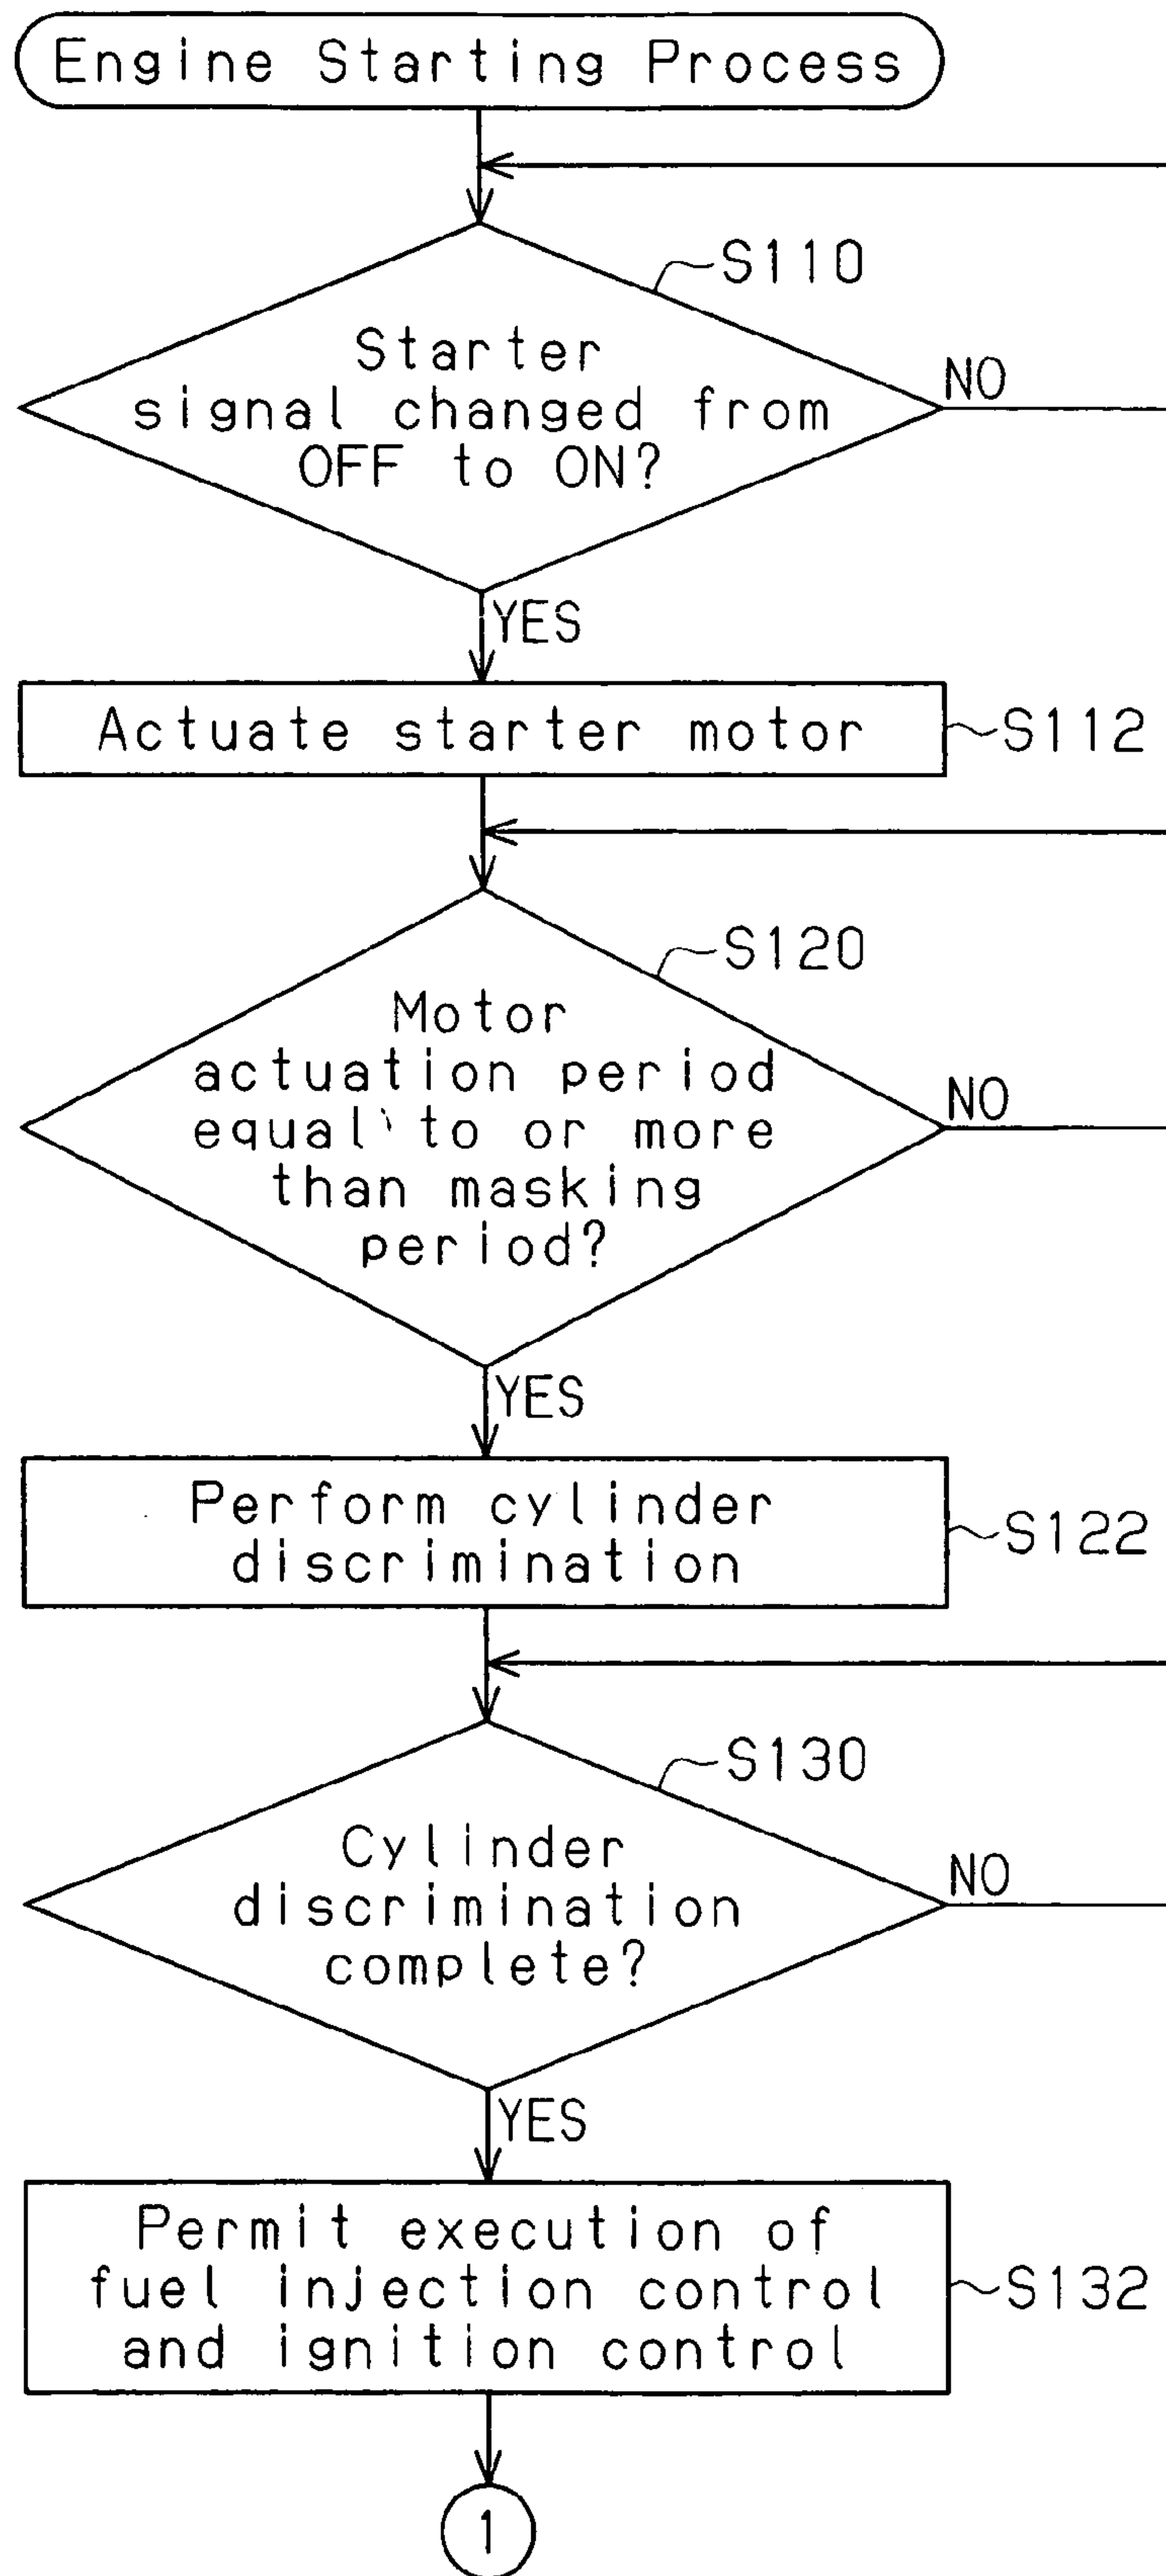 Engine Starting Process
S110
Starter
signal changed from
OFF to ON?
NO
YES
Actuate starter motor
S112
S120
Motor
actuation period
equal to or more
than masking
period?
NO
YES
Perform cylinder
discrimination
S122
S130
Cylinder
discrimination
complete?
NO
YES
Permit execution of
fuel injection control
and ignition control
S132
1